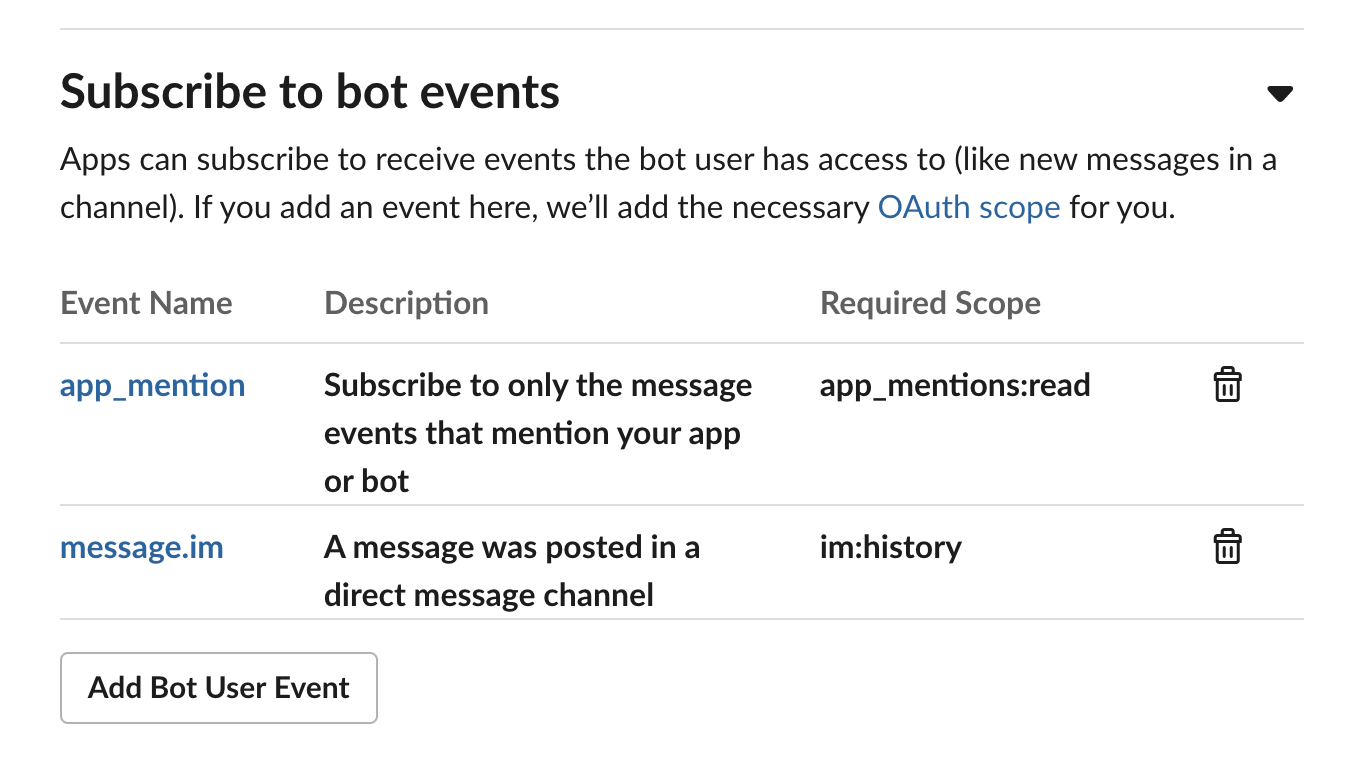 Subscribe to bot events
Apps can subscribe to receive events the bot user has access to (like new messages in a
channel). If you add an event here, we’ll add the necessary OAuth scope for you.
Event Name Description Required Scope
app_mention Subscribe to only the message app_mentions:read
events that mention your app
or bot
message.im A message was posted in a im:history
direct message channel
Add Bot User Event